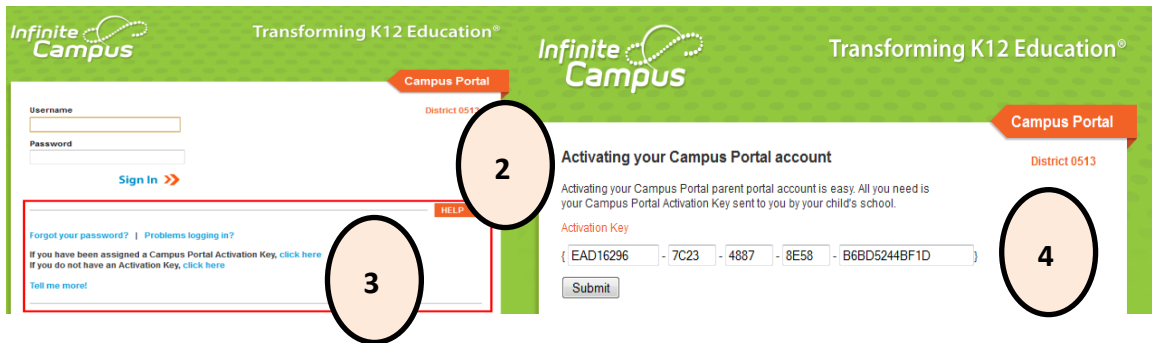 Infinite
Campus
Transforming K12 Education®
Campus Portal
District 0513
Username
Password
Sign In
HELP
Forgot your password? | Problems logging in?
If you have been assigned a Campus Portal Activation Key, click here
If you do not have an Activation Key, click here
Tell me more!
2
3
Infinite
Campus
Transforming K12 Education®
Campus Portal
District 0513
Activating your Campus Portal account
Activating your Campus Portal parent portal account is easy. All you need is
your Campus Portal Activation Key sent to you by your child's school.
Activation Key
{ EAD16296 - 7C23 - 4887 - 8E58 - B6BD5244BF1D }
Submit
4